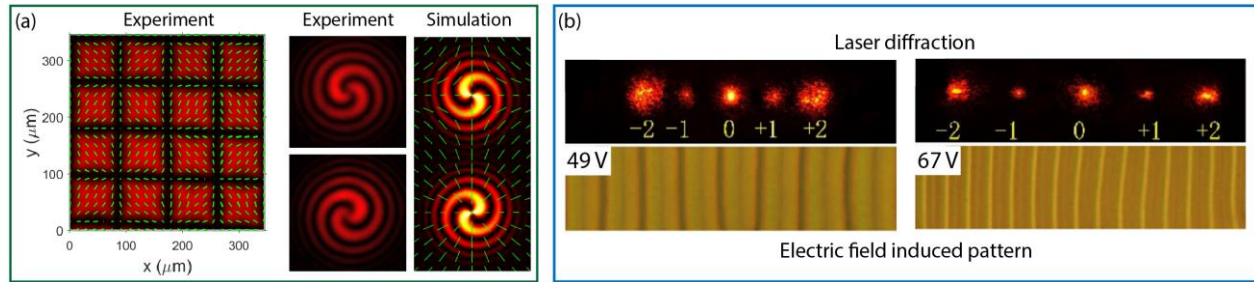 (a)
Experiment
Experiment
Simulation
300
200
100
0
y (μm)
0
100
200
300
x (μm)
(b)
Laser diffraction
-2 -1 0 +1 +2
-2 -1 0 +1 +2
49 V
67 V
Electric field induced pattern